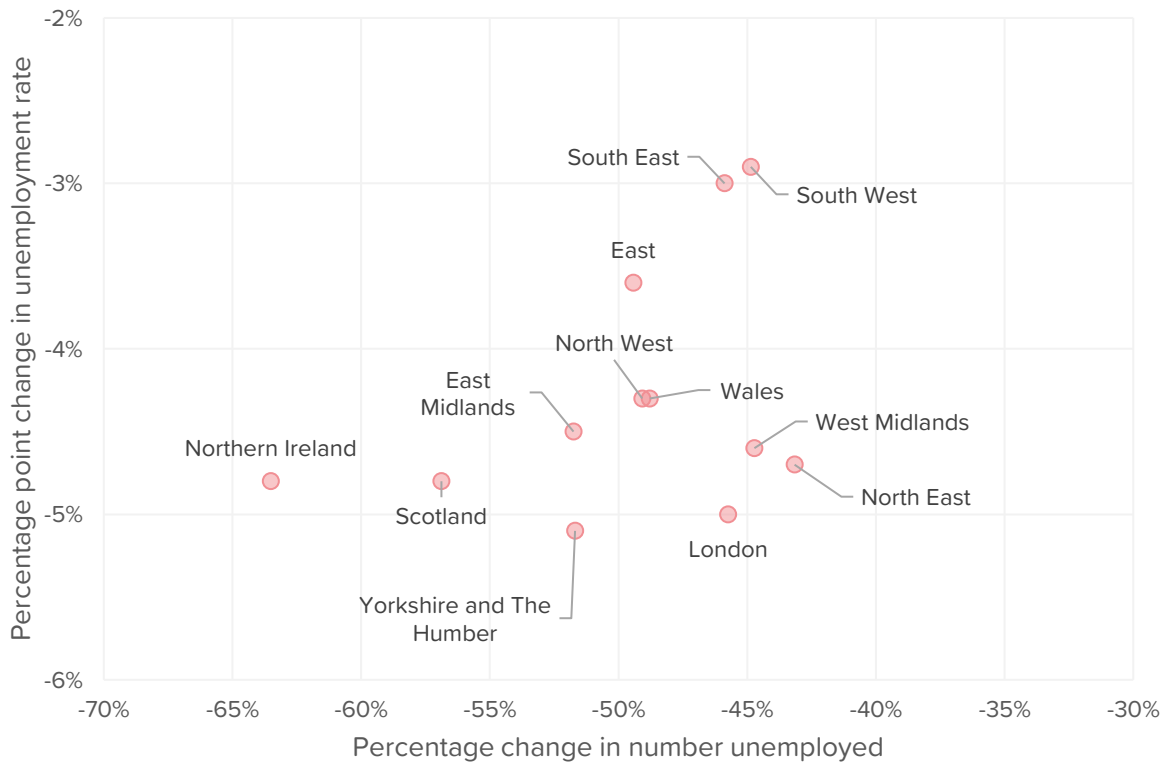 -2%
-3%
-4%
-5%
-6%
Percentage point change in unemployment rate
South East
South West
East
North West
East
Midlands
Wales
West Midlands
Northern Ireland
North East
Scotland
London
Yorkshire and The
Humber
-70%
-65%
-60%
-55%
-50%
-45%
-40%
-35%
-30%
Percentage change in number unemployed